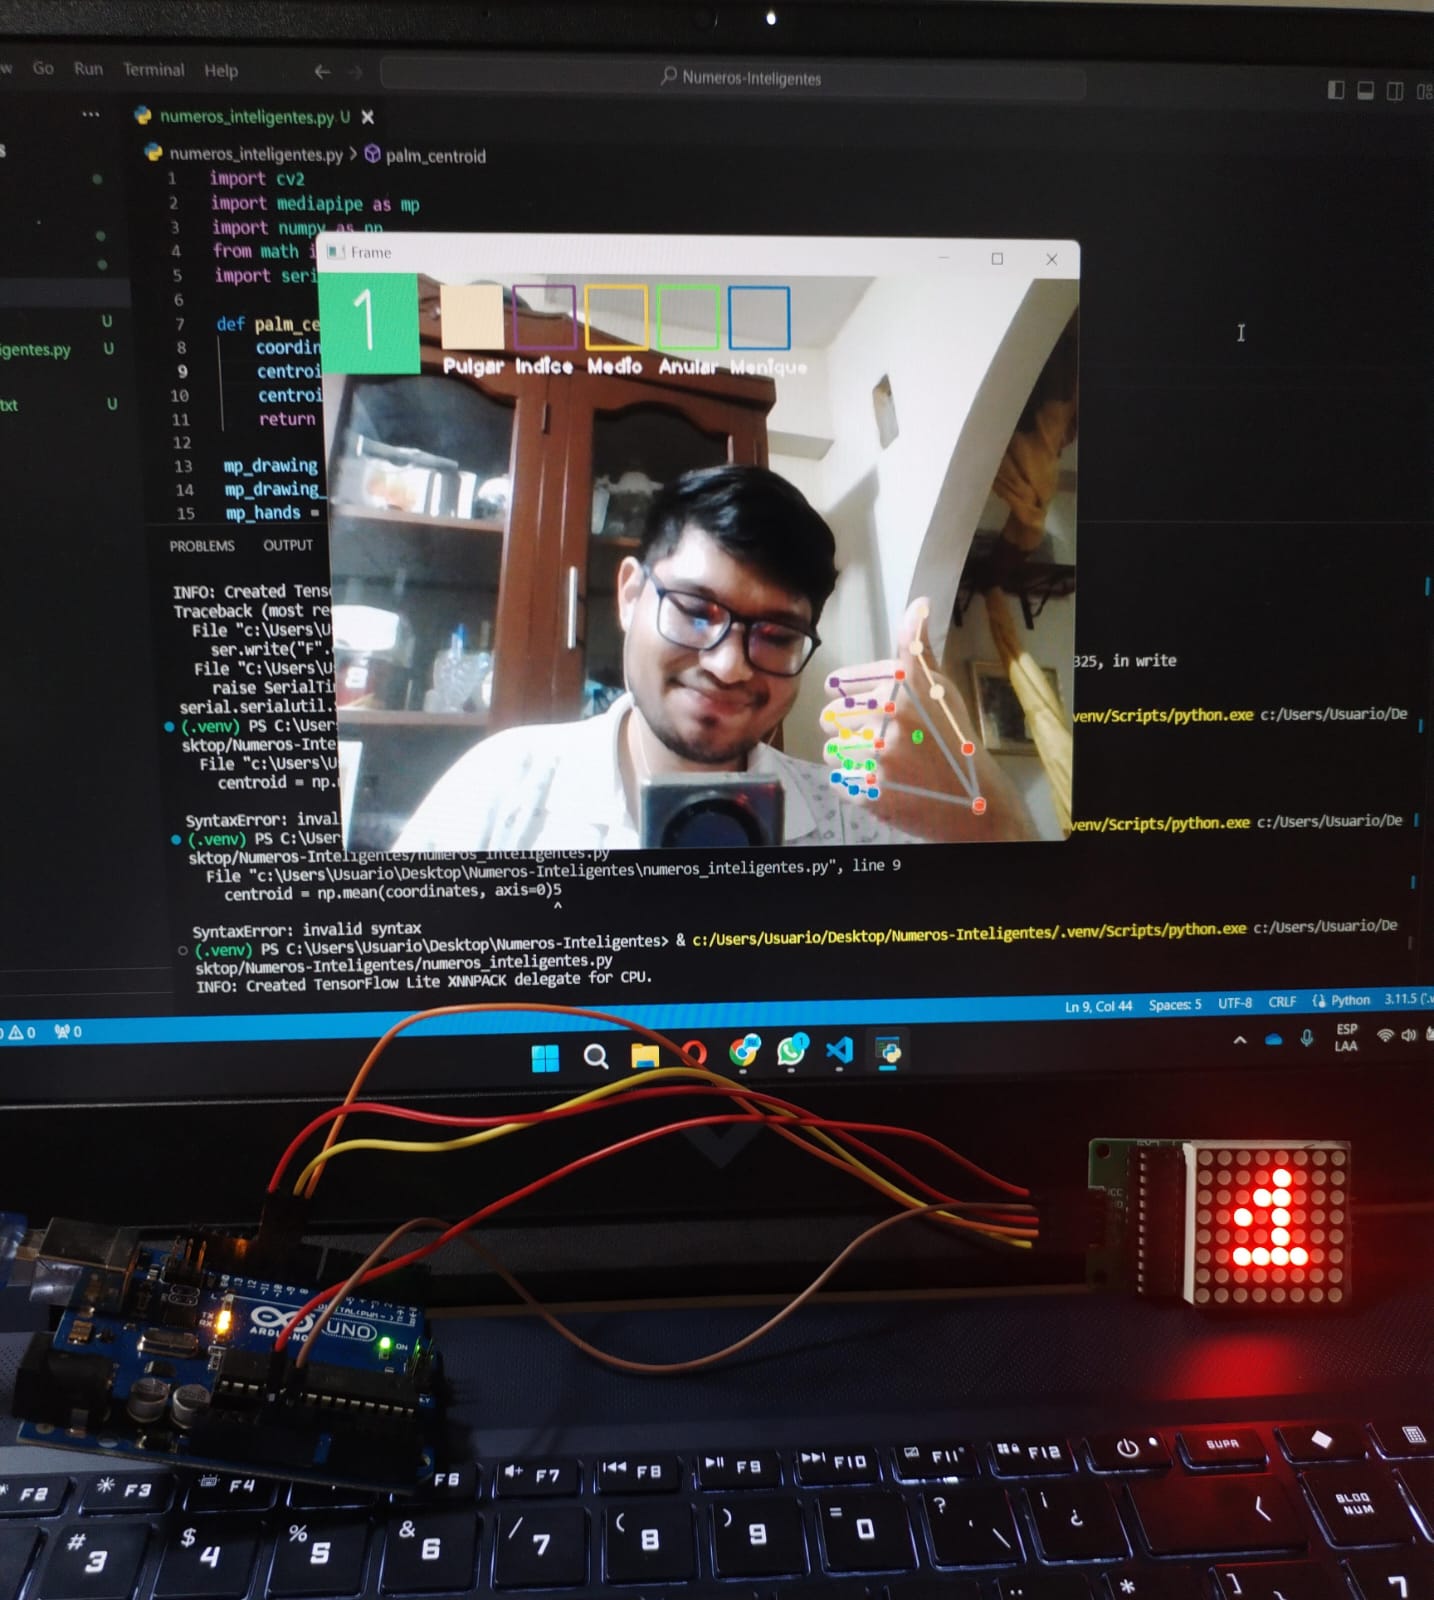 Go Run Terminal Help
Numeros-Inteligentes
numeros_inteligentes.py U
numeros_inteligentes.py > palm_centroid
1 import cv2
2 import mediapipe as mp
3 import numpy as np
4 from math i
5 import seri
6
7 def palm_ce
8 coordin
9 centroi
10 centroi
11 return
12
13 mp_drawing
14 mp_drawing_
15 mp_hands =
U
igentes.py U
txt U
Frame
1
Pulgar Indice Medio Anular Menique
PROBLEMS OUTPUT
INFO: Created Tens
Traceback (most re
File "c:\Users\U
ser.write("F".
File "C:\Users\U
325, in write
raise SerialTi
serial.serialutil.
(.venv) PS C:\User
venv/Scripts/python.exe c:/Users/Usuario/De
sktop/Numeros-Inte
File "c:\Users\U
centroid = np.
SyntaxError: inval
(.venv) PS C:\User
venv/Scripts/python.exe c:/Users/Usuario/De
sktop/Numeros-Inteligentes/numeros_inteligentes.py
File "c:\Users\Usuario\Desktop\Numeros-Inteligentes\numeros_inteligentes.py", line 9
centroid = np.mean(coordinates, axis=0)5
^
SyntaxError: invalid syntax
(.venv) PS C:\Users\Usuario\Desktop\Numeros-Inteligentes> & c:/Users/Usuario/Desktop/Numeros-Inteligentes/.venv/Scripts/python.exe c:/Users/Usuario/De
sktop/Numeros-Inteligentes/numeros_inteligentes.py
INFO: Created TensorFlow Lite XNNPACK delegate for CPU.
0 0
Ln 9, Col 44 Spaces: 5 UTF-8 CRLF Python 3.11.5
ESP
LAA
1
TX
RX
ARDUINO
UNO
ON
F2 F3 F4 F6 F7 F8 F9 F10 F11 F12 SUPR
# 3 $ 4 % 5 & 6 / 7 ( 8 ) 9 = 0 ? ' \ ¡ ¿
BLOQ
NUM
* ] 7